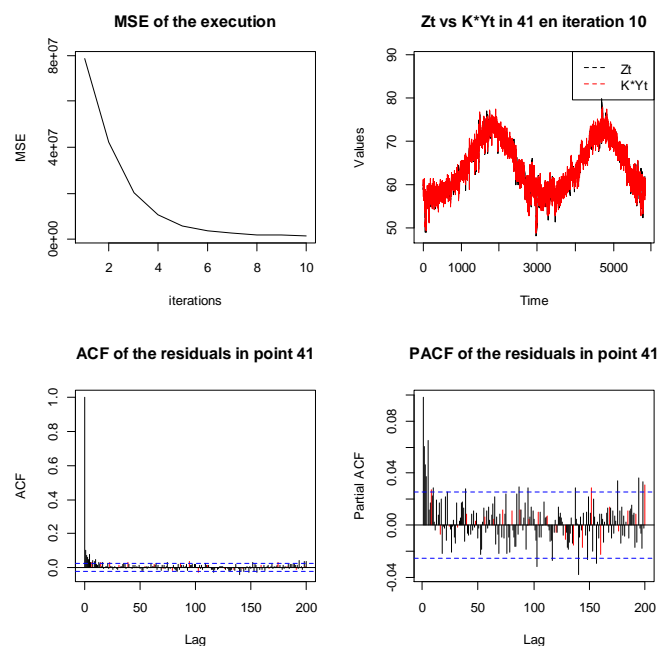 MSE of the execution
MSE
0e+00
4e+07
8e+07
2 4 6 8 10
iterations
Zt vs K*Yt in 41 en iteration 10
Values
50
60
70
80
90
Zt
K*Yt
0 1000 3000 5000
Time
ACF of the residuals in point 41
ACF
0.0
0.2
0.4
0.6
0.8
1.0
0 50 100 150 200
Lag
PACF of the residuals in point 41
Partial ACF
-0.04
0.00
0.04
0.08
0 50 100 150 200
Lag